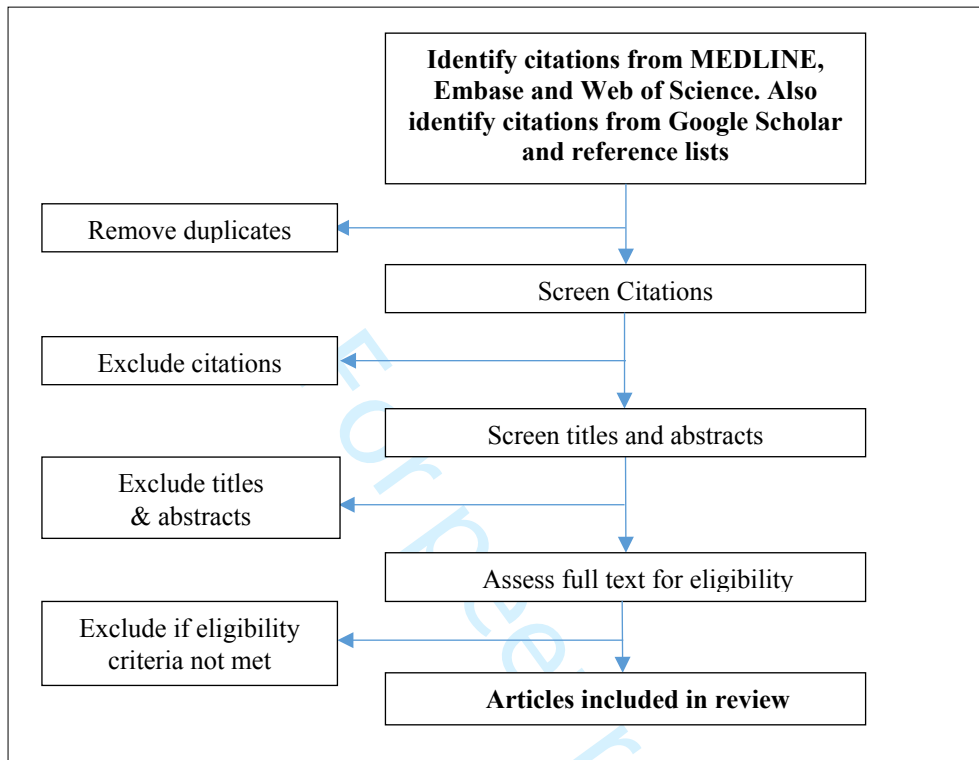 Identify citations from MEDLINE,
Embase and Web of Science. Also
identify citations from Google Scholar
and reference lists
Remove duplicates
Screen Citations
Exclude citations
Screen titles and abstracts
Exclude titles
& abstracts
Assess full text for eligibility
Exclude if eligibility
criteria not met
Articles included in review
For peer